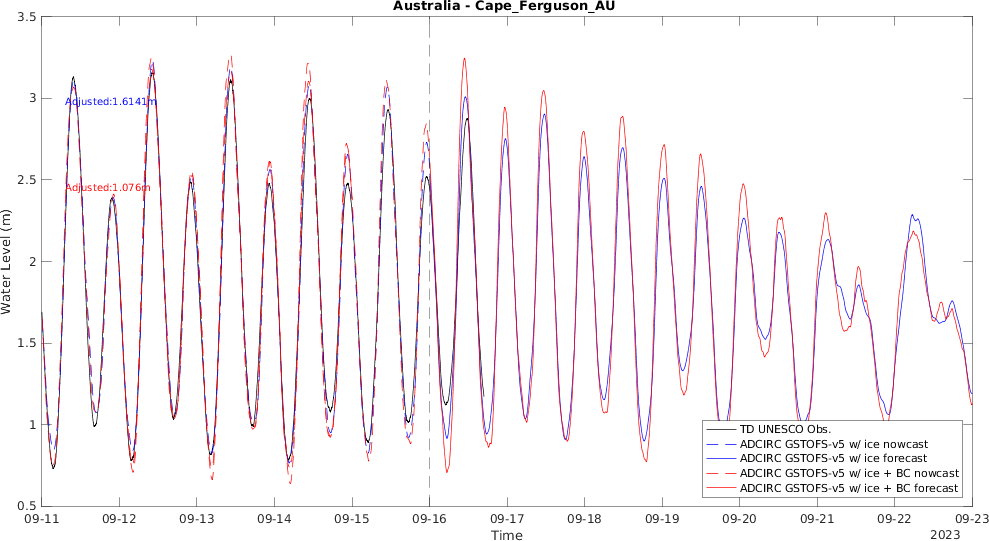 Australia - Cape_Ferguson_AU
3.5
3
2.5
2
1.5
1
0.5
Water Level (m)
Adjusted:1.6141m
Adjusted:1.076m
TD UNESCO Obs.
ADCIRC GSTOFS-v5 w/ ice nowcast
ADCIRC GSTOFS-v5 w/ ice forecast
ADCIRC GSTOFS-v5 w/ ice + BC nowcast
ADCIRC GSTOFS-v5 w/ ice + BC forecast
09-11 09-12 09-13 09-14 09-15 09-16 09-17 09-18 09-19 09-20 09-21 09-22 09-23
Time
2023